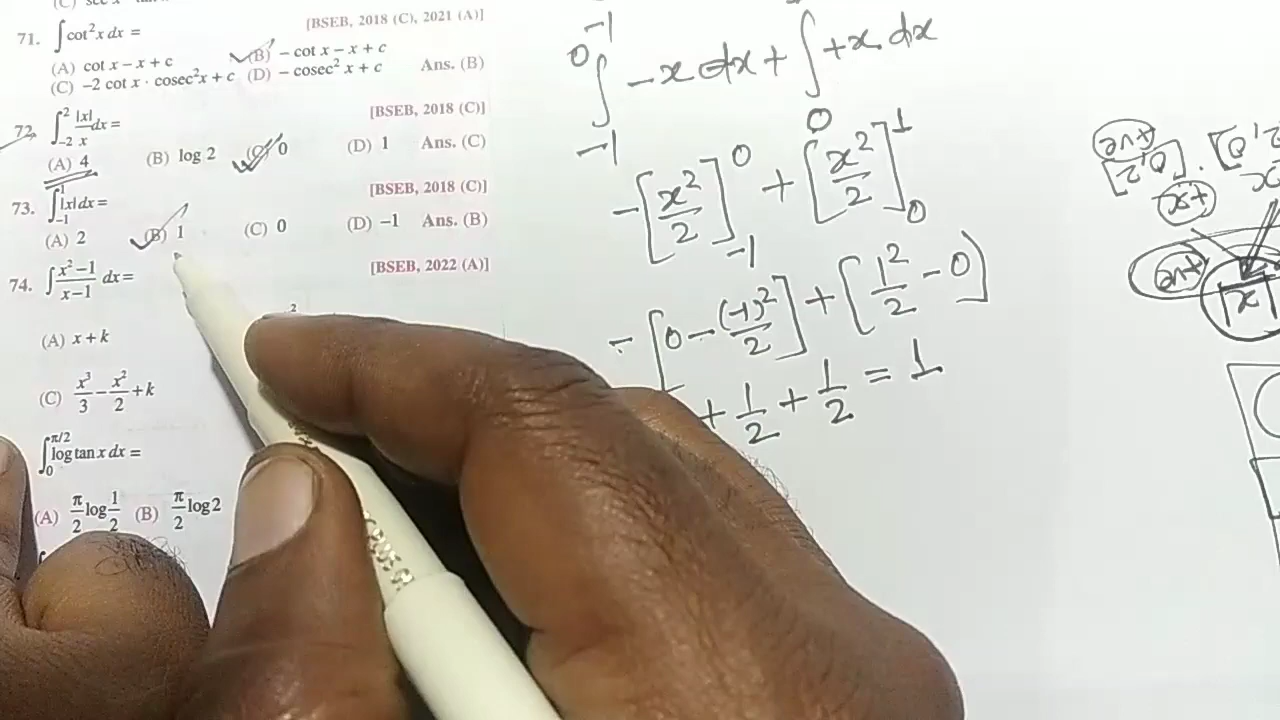 71. ∫cot²x dx =
[BSEB, 2018 (C), 2021 (A)]
(A) cot x − x + c (B) − cot x − x + c
(C) −2 cot x · cosec²x + c (D) − cosec² x + c Ans. (B)
72. ∫₋₂² |x|/x dx =
[BSEB, 2018 (C)]
(A) 4 (B) log 2 (C) 0 (D) 1 Ans. (C)
73. ∫₋₁¹ |x| dx =
[BSEB, 2018 (C)]
(A) 2 (B) 1 (C) 0 (D) −1 Ans. (B)
74. ∫ (x²−1)/(x−1) dx =
[BSEB, 2022 (A)]
(A) x + k
(C) x³/3 − x²/2 + k
∫₀^π/2 log tan x dx =
(A) π/2 log 1/2 (B) π/2 log 2
∫₋₁ −x dx + ∫₀ +x dx
−[x²/2]₋₁⁰ + [x²/2]₀¹
−[0 − (−1)²/2] + [1²/2 − 0]
+ 1/2 + 1/2 = 1
|x|